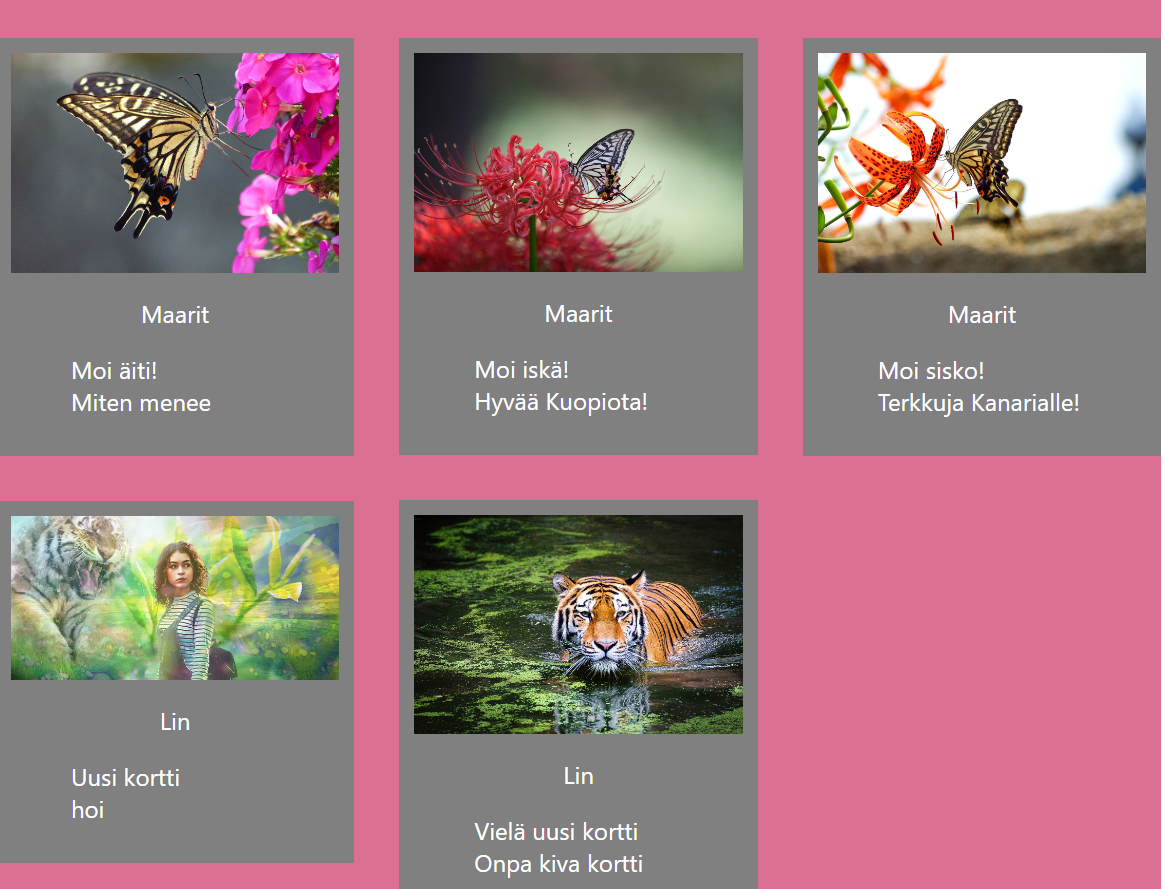 Maarit
Moi äiti!
Miten menee
Maarit
Moi iskä!
Hyvää Kuopiota!
Maarit
Moi sisko!
Terkkuja Kanarialle!
Lin
Uusi kortti
hoi
Lin
Vielä uusi kortti
Onpa kiva kortti